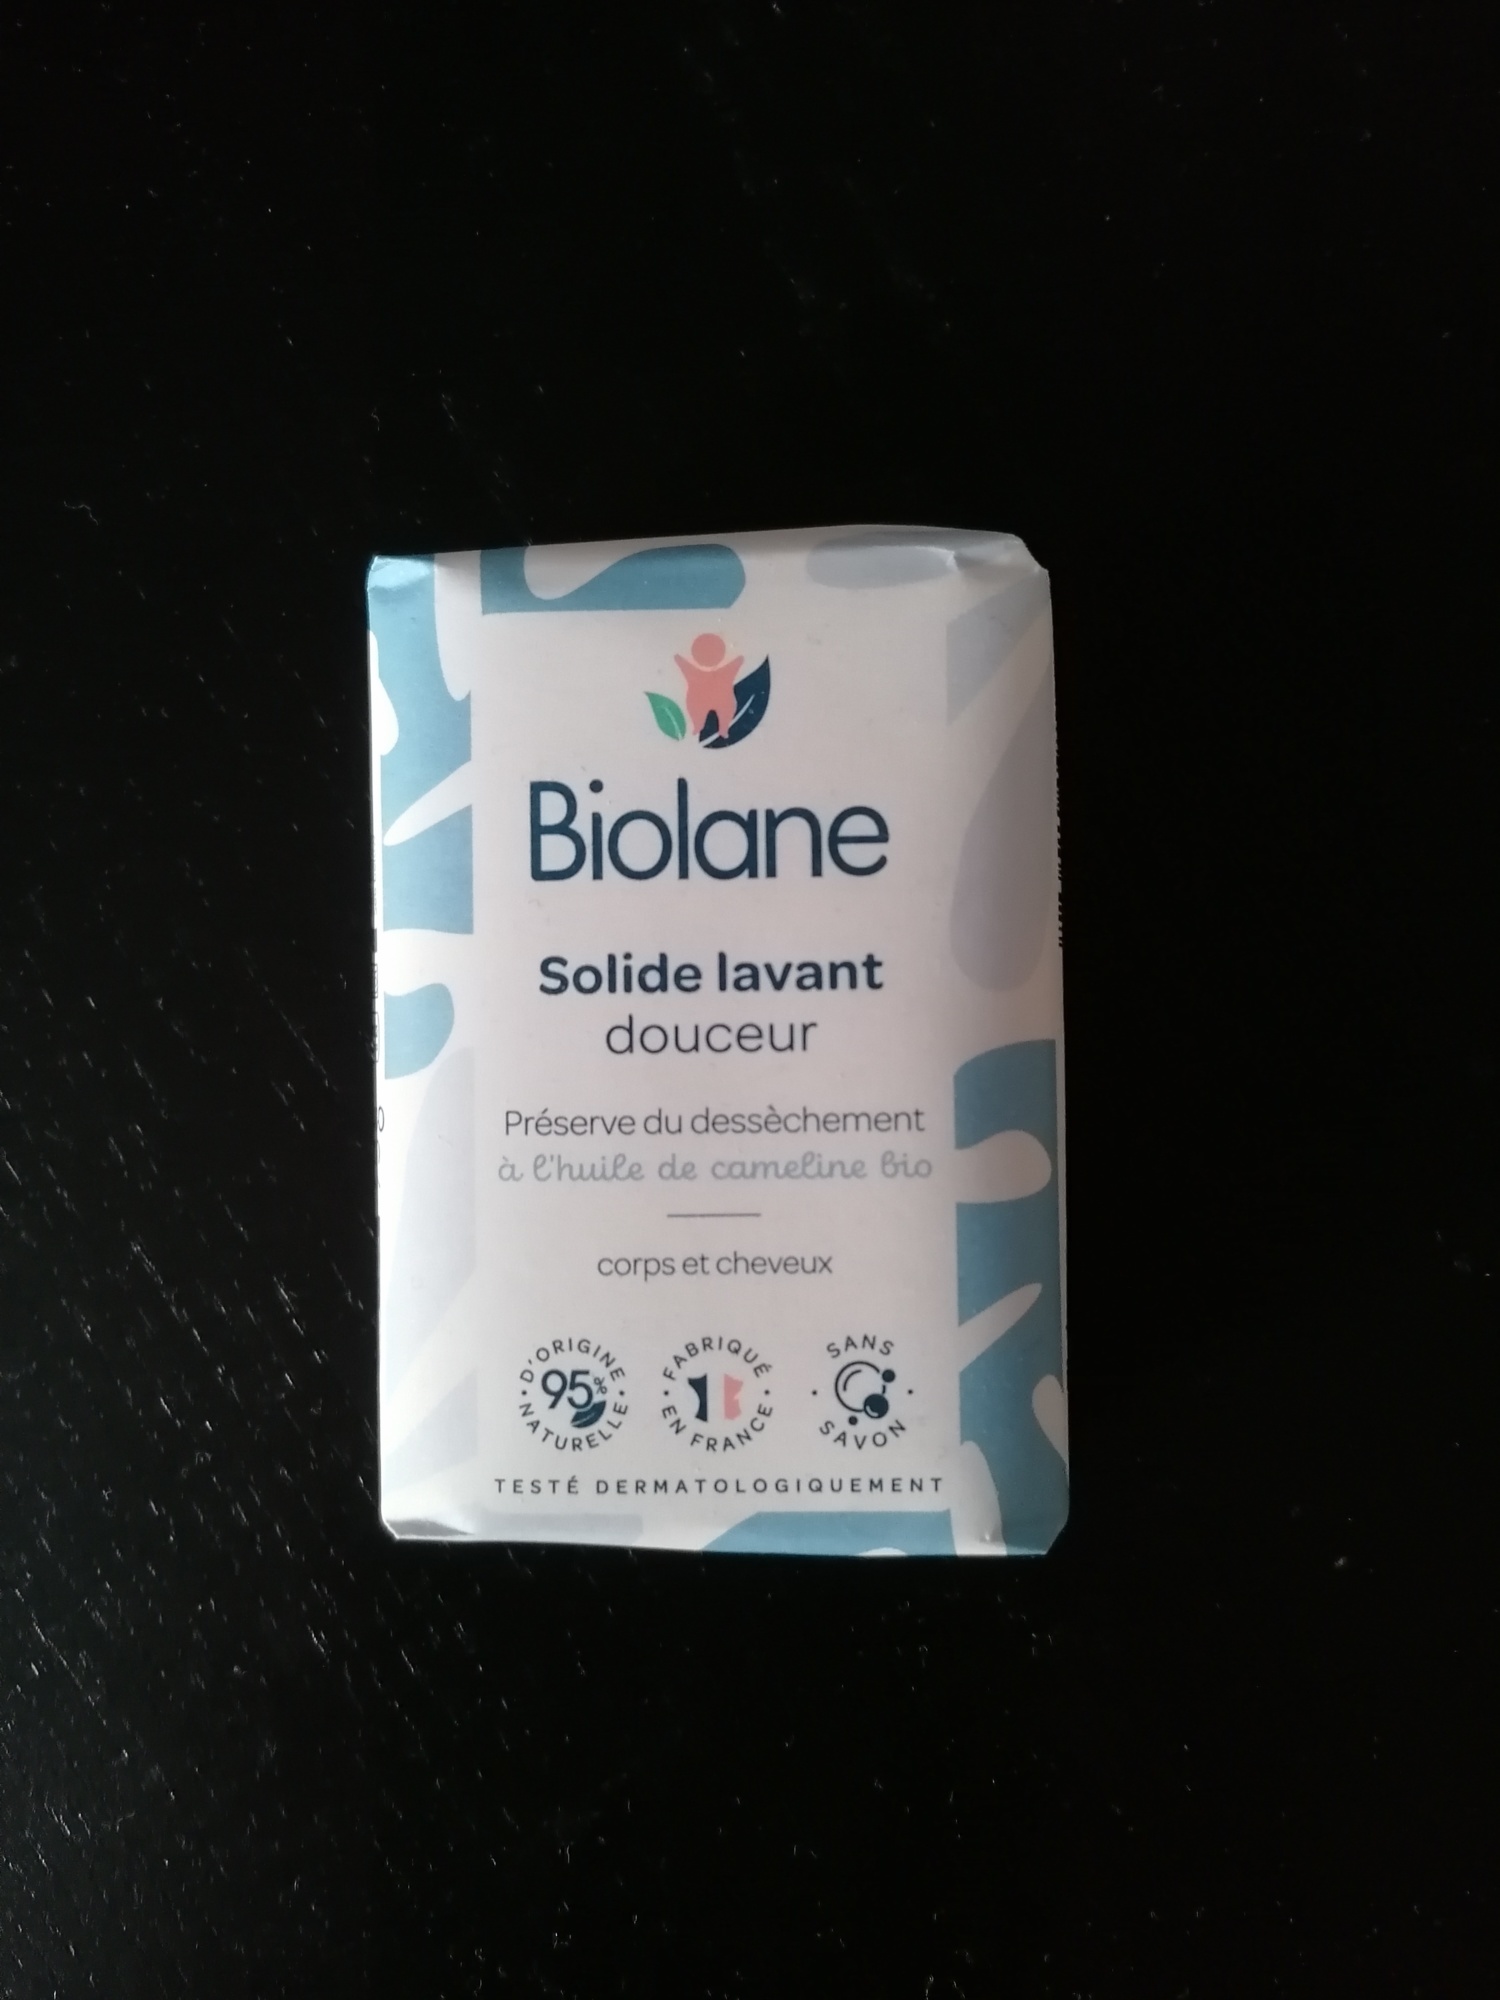 Biolane
Solide lavant
douceur
Préserve du dessèchement
à l'huile de cameline bio
corps et cheveux
D'ORIGINE
95%
NATURELLE
FABRIQUÉ
EN FRANCE
SANS
SAVON
TESTÉ DERMATOLOGIQUEMENT